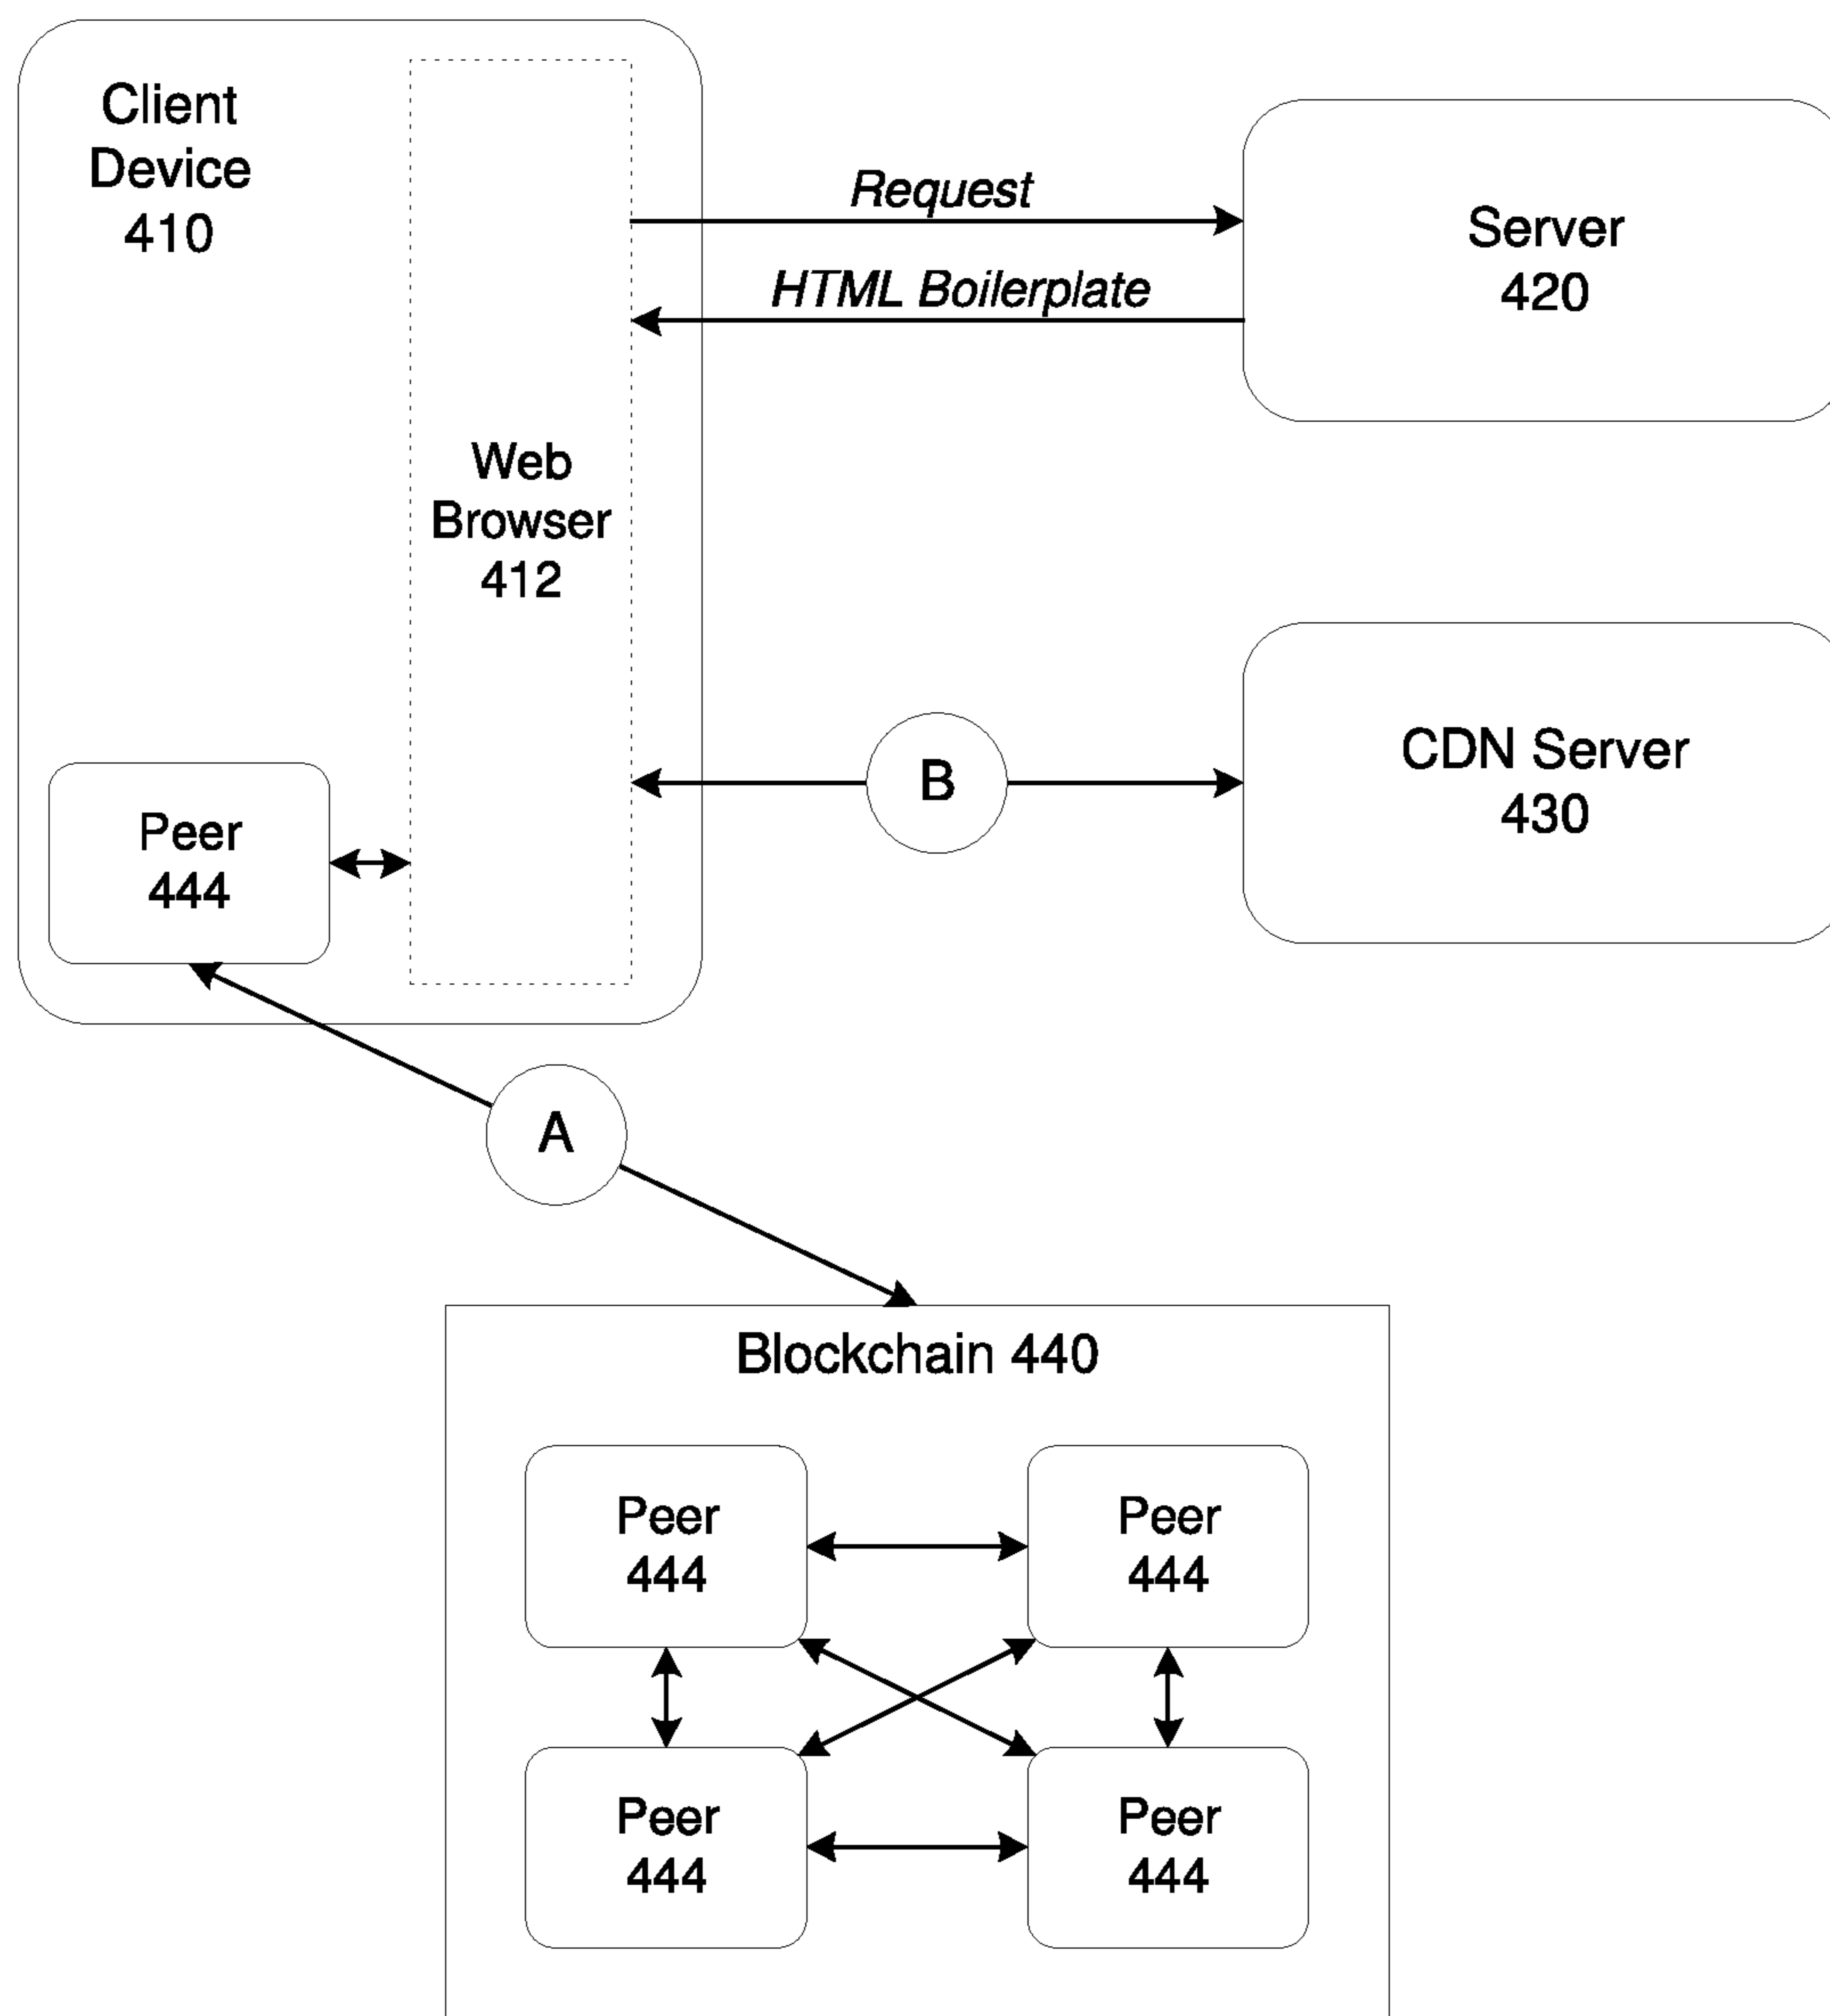 Client
Device
410
Request
HTML Boilerplate
Server
420
Web
Browser
412
B
CDN Server
430
Peer
444
A
Blockchain 440
Peer
444
Peer
444
Peer
444
Peer
444